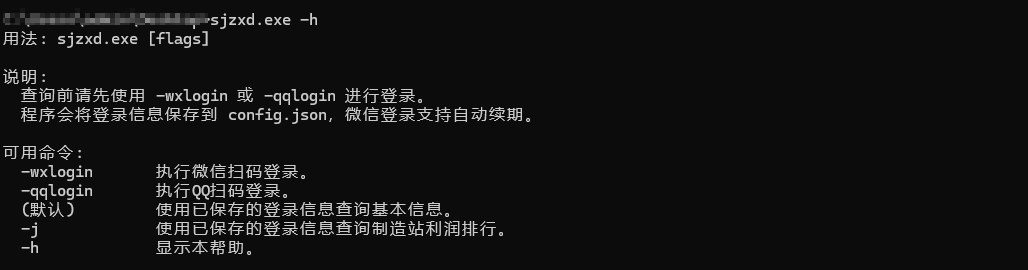 sjzxd.exe -h
用法: sjzxd.exe [flags]
说明:
查询前请先使用 -wxlogin 或 -qqlogin 进行登录。
程序会将登录信息保存到 config.json, 微信登录支持自动续期。
可用命令:
-wxlogin 执行微信扫码登录。
-qqlogin 执行QQ扫码登录。
(默认) 使用已保存的登录信息查询基本信息。
-j 使用已保存的登录信息查询制造站利润排行。
-h 显示本帮助。